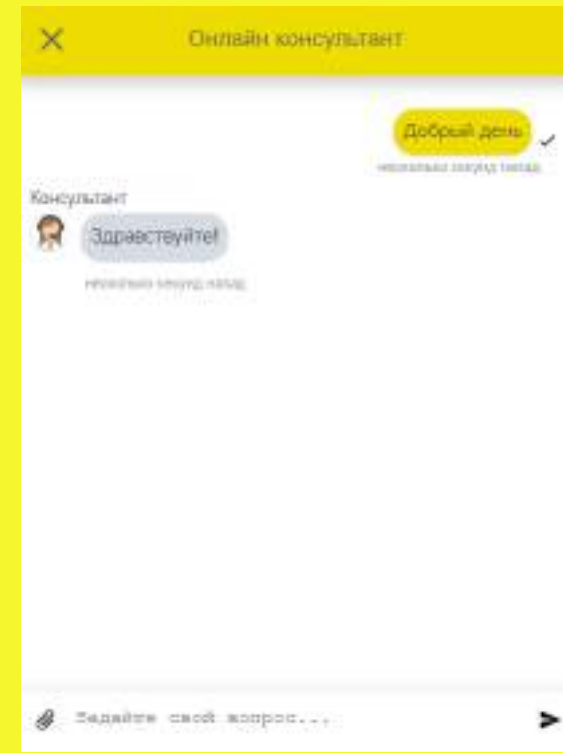 Онлайн консультант
Добрый день
несколько секунд назад
Консультант
Здравствуйте!
несколько секунд назад
Задайте свой вопрос...